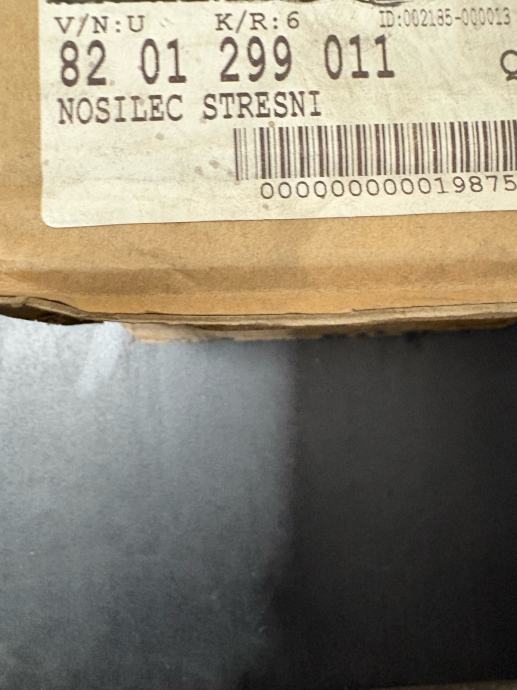 V/N:U K/R:6 ID:002185-000013
82 01 299 011 Q
NOSILEC STRESNI
000000000019875